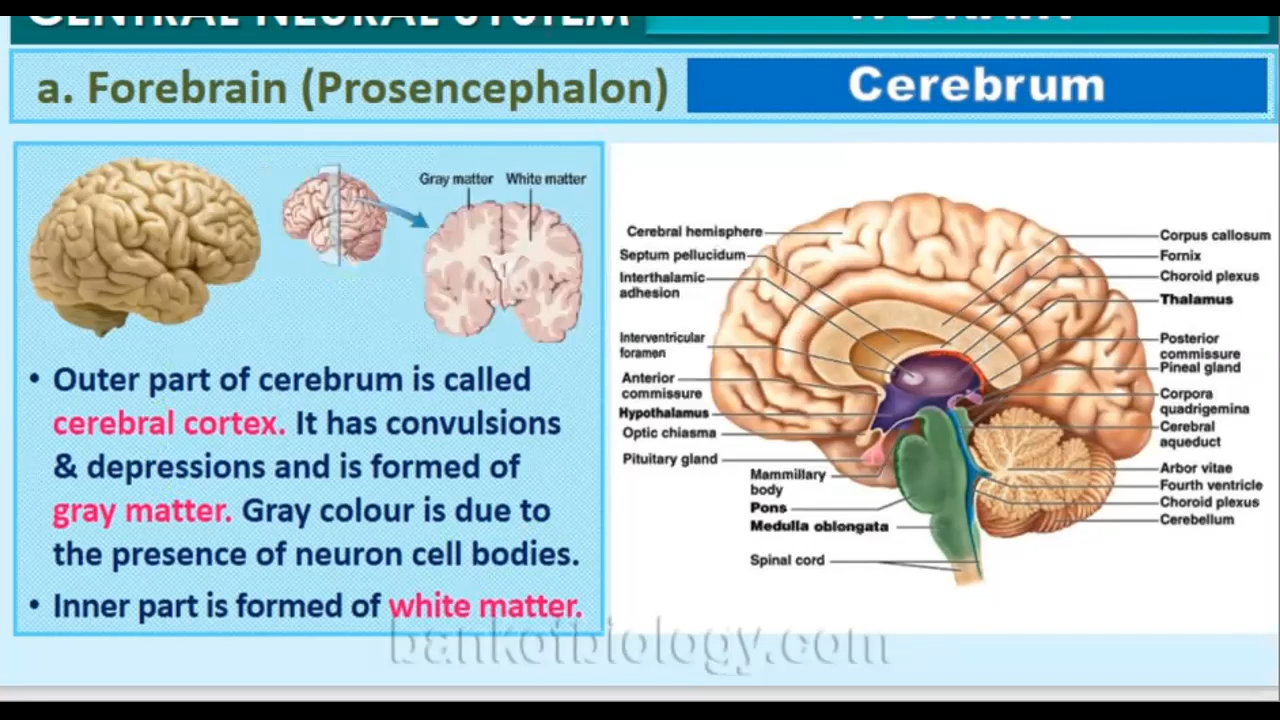 CENTRAL NEURAL SYSTEM
BRAIN
a. Forebrain (Prosencephalon)
Cerebrum
Gray matter
White matter
• Outer part of cerebrum is called
cerebral cortex. It has convulsions
& depressions and is formed of
gray matter. Gray colour is due to
the presence of neuron cell bodies.
• Inner part is formed of white matter.
Cerebral hemisphere
Septum pellucidum
Interthalamic
adhesion
Interventricular
foramen
Anterior
commissure
Hypothalamus
Optic chiasma
Pituitary gland
Mammillary
body
Pons
Medulla oblongata
Spinal cord
Corpus callosum
Fornix
Choroid plexus
Thalamus
Posterior
commissure
Pineal gland
Corpora
quadrigemina
Cerebral
aqueduct
Arbor vitae
Fourth ventricle
Choroid plexus
Cerebellum
bankofbiology.com